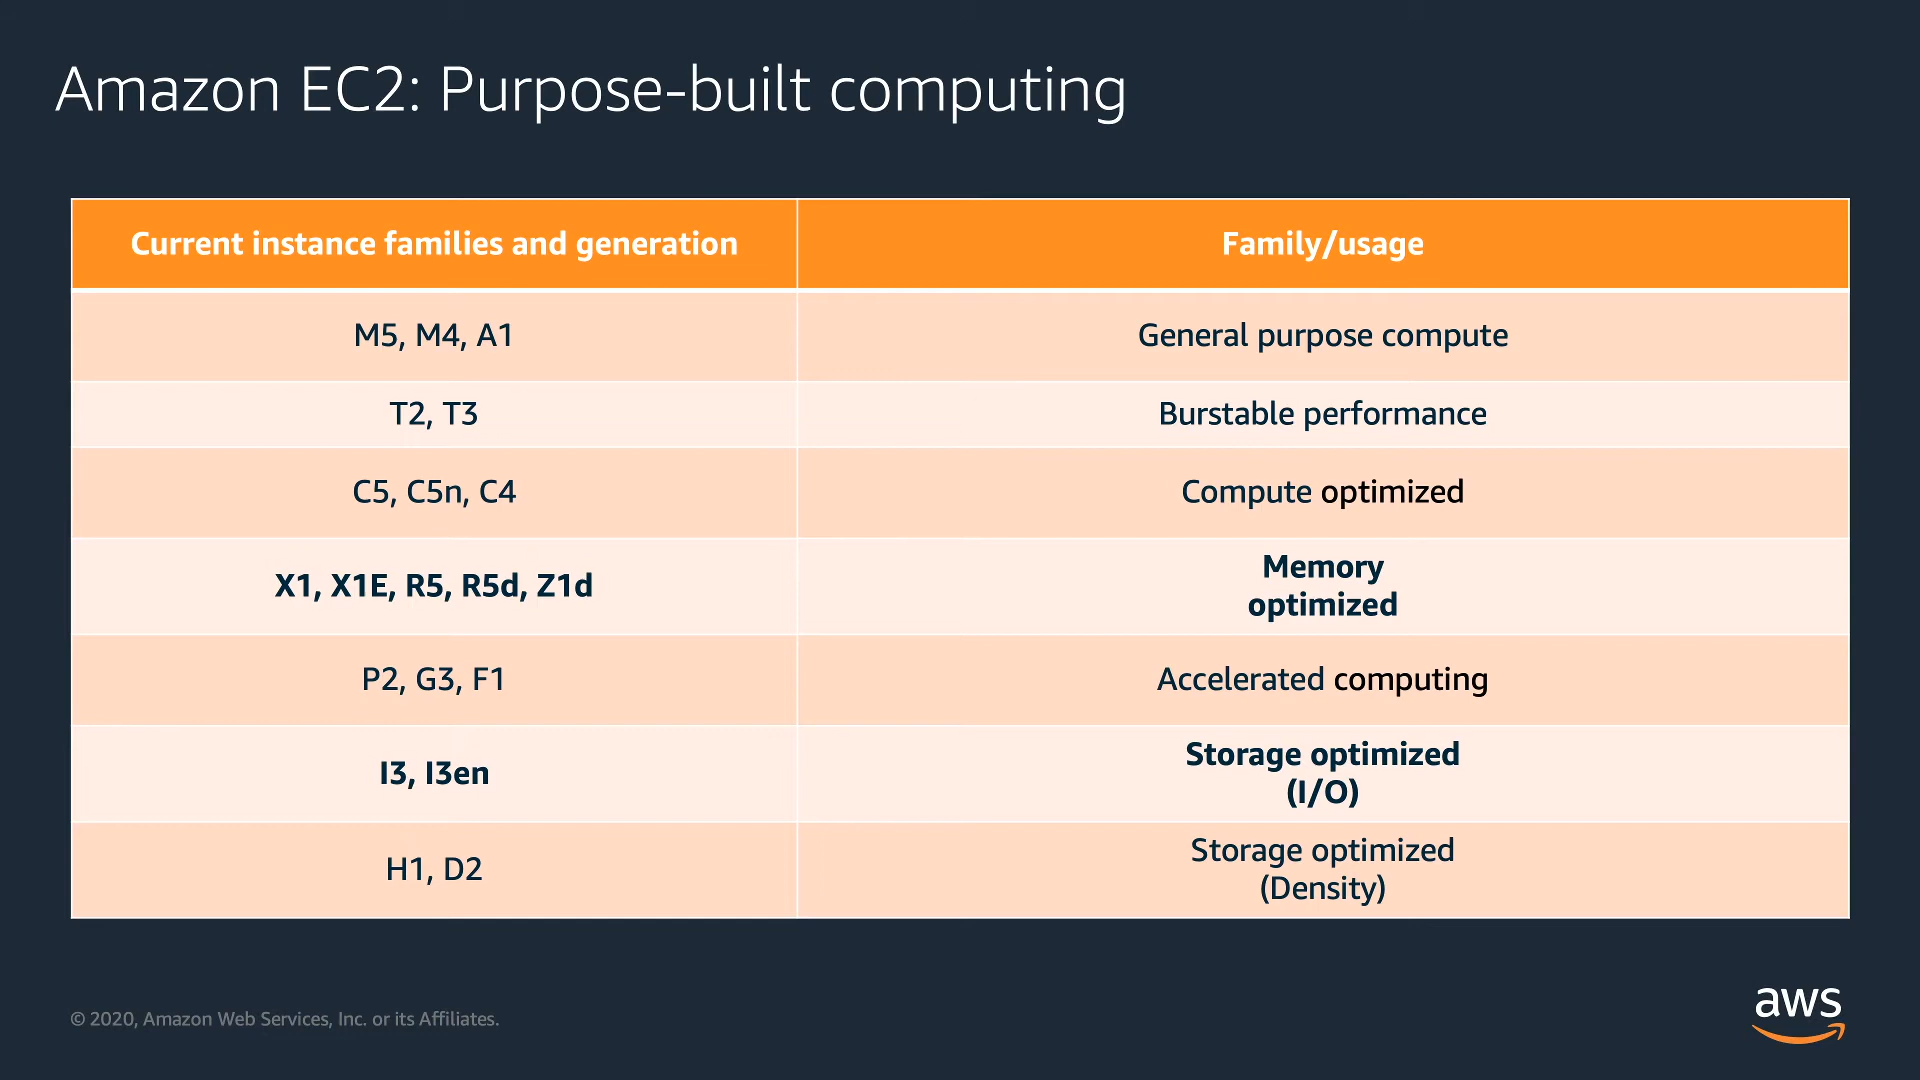 Amazon EC2: Purpose-built computing
Current instance families and generation
Family/usage
M5, M4, A1
General purpose compute
T2, T3
Burstable performance
C5, C5n, C4
Compute optimized
X1, X1E, R5, R5d, Z1d
Memory
optimized
P2, G3, F1
Accelerated computing
I3, I3en
Storage optimized
(I/O)
H1, D2
Storage optimized
(Density)
© 2020, Amazon Web Services, Inc. or its Affiliates.
aws